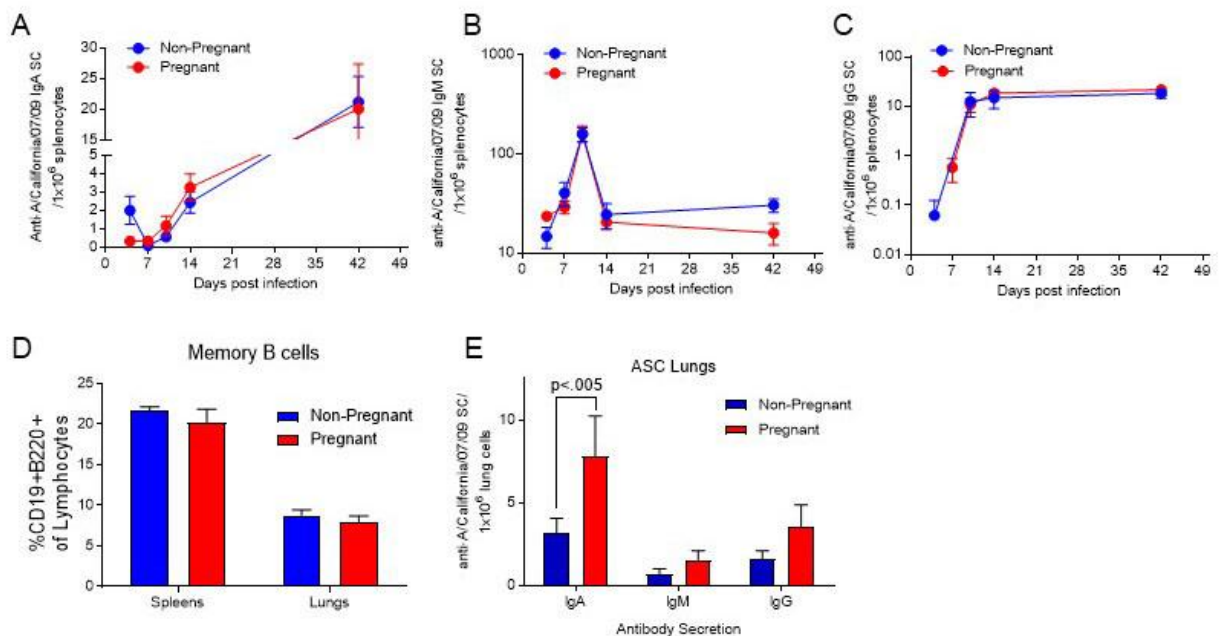 A
Anti-A/California/07/09 IgA SC
/1x10⁶ splenocytes
30
25
20
15
5
4
3
2
1
0
Non-Pregnant
Pregnant
0 7 14 21 28 35 42 49
Days post infection
B
anti-A/California/07/09 IgM SC
/1x10⁶ splenocytes
1000
100
10
Non-Pregnant
Pregnant
0 7 14 21 28 35 42 49
Days post infection
C
anti-A/California/07/09 IgG SC
/1x10⁶ splenocytes
100
10
1
0.1
0.01
Non-Pregnant
Pregnant
0 7 14 21 28 35 42 49
Days post infection
D
Memory B cells
%CD19+B220+
of Lymphocytes
25
20
15
10
5
0
Non-Pregnant
Pregnant
Spleens Lungs
E
ASC Lungs
anti-A/California/07/09 SC/
1x10⁶ lung cells
10
5
0
p<.005
Non-Pregnant
Pregnant
IgA IgM IgG
Antibody Secretion